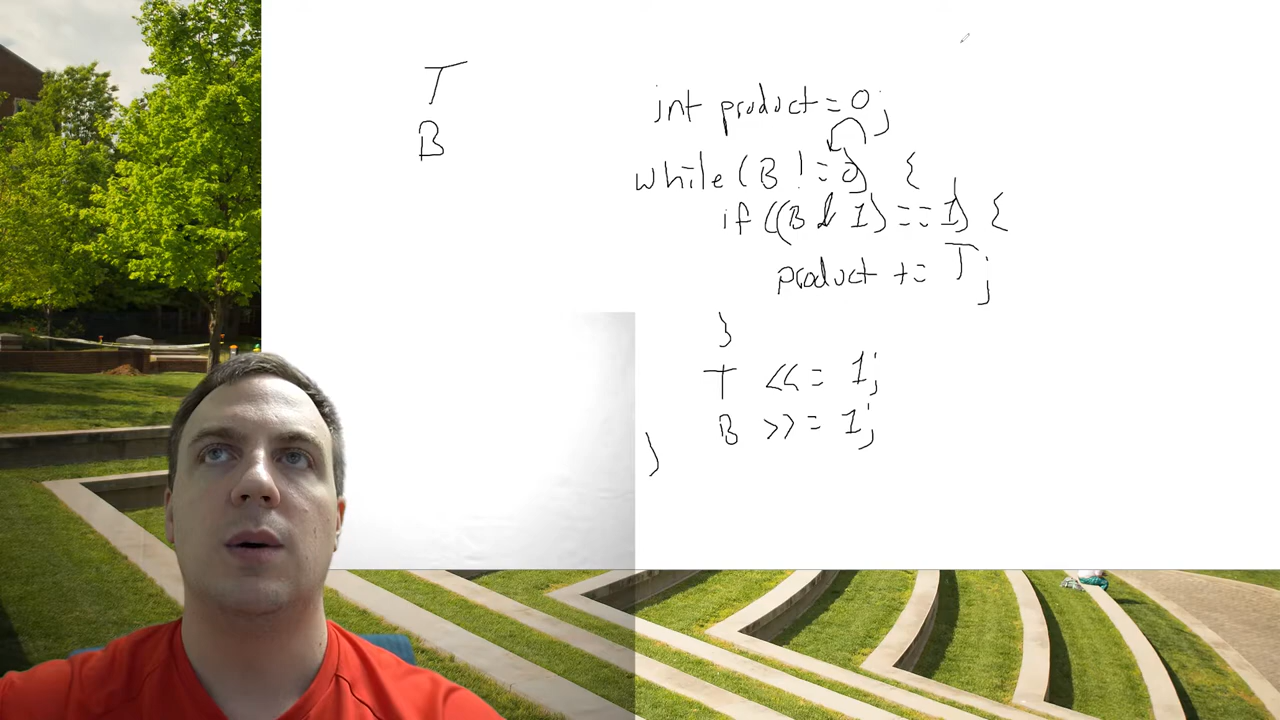 T
B
int product = 0;
while (B != 0) {
if ((B & 1) == 1) {
product += T;
}
T <<= 1;
B >>= 1;
}